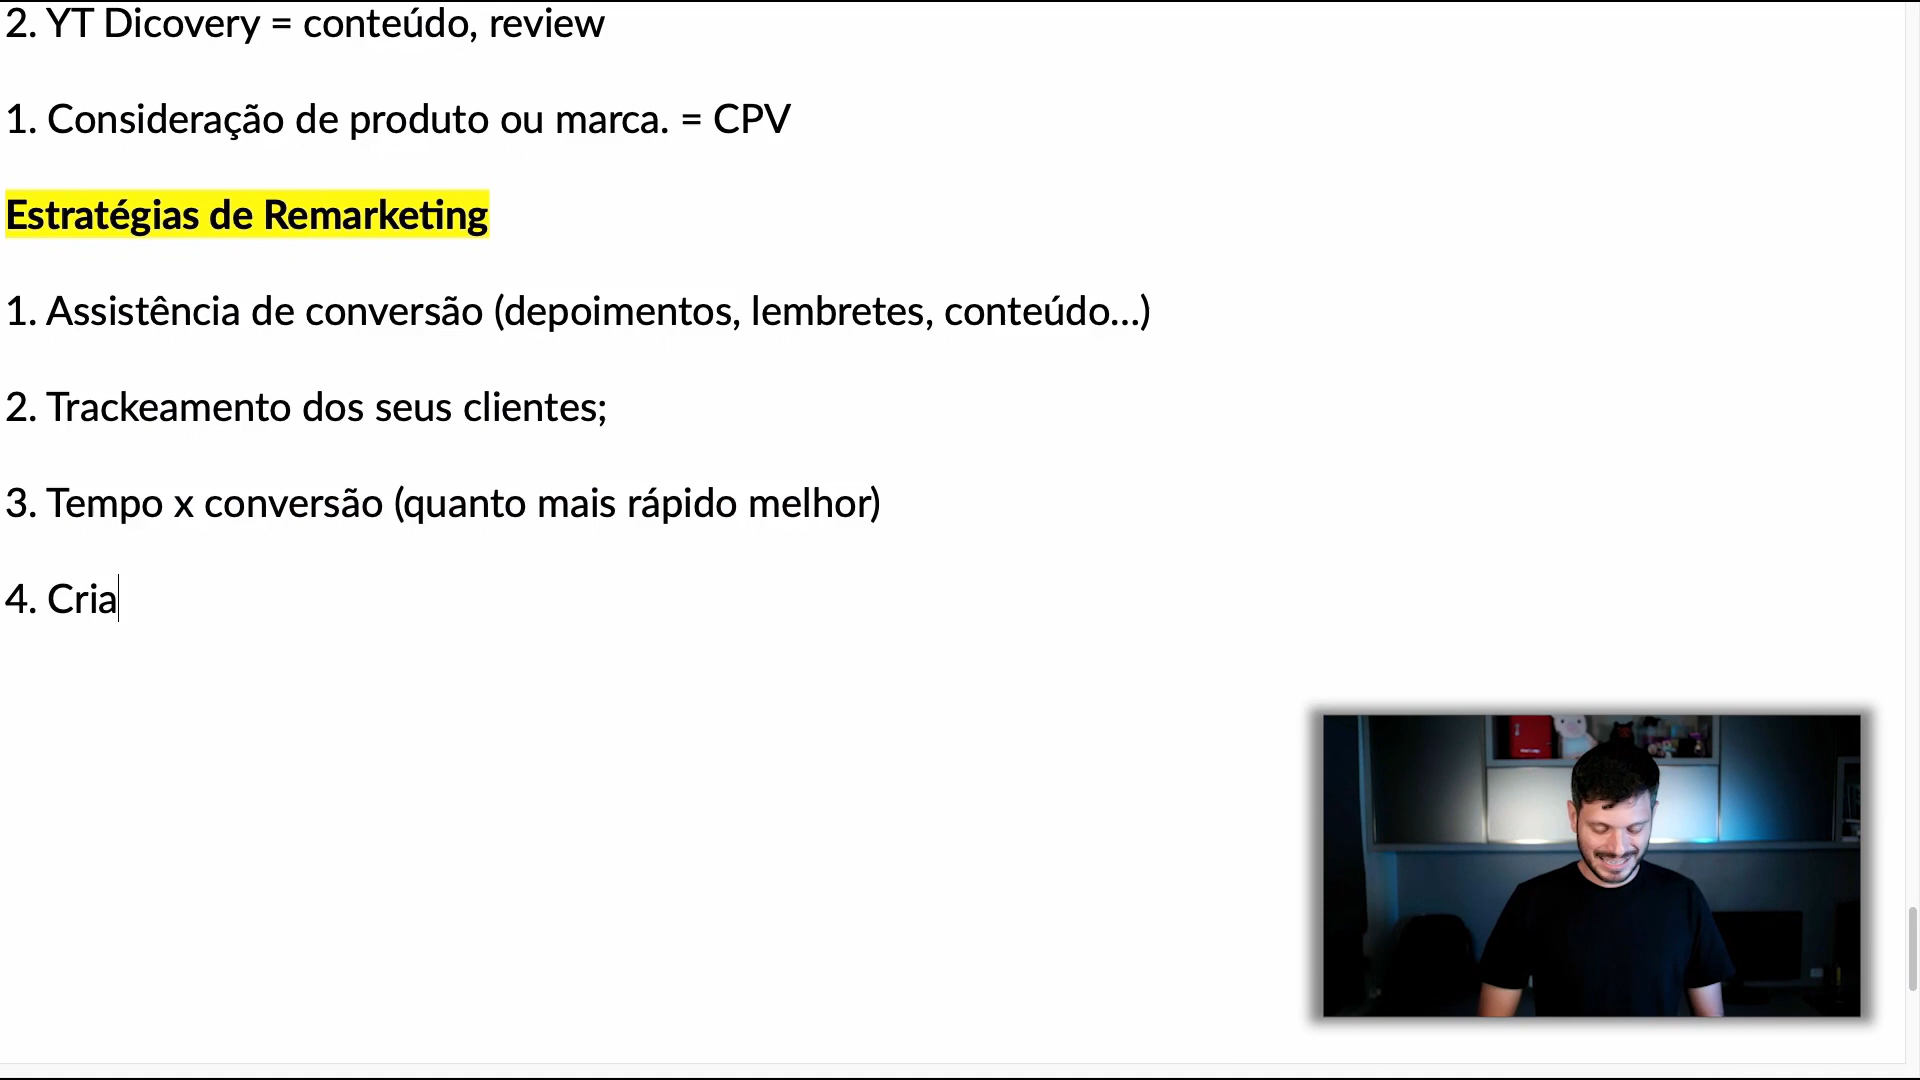 2. YT Dicovery = conteúdo, review
1. Consideração de produto ou marca. = CPV
Estratégias de Remarketing
1. Assistência de conversão (depoimentos, lembretes, conteúdo...)
2. Trackeamento dos seus clientes;
3. Tempo x conversão (quanto mais rápido melhor)
4. Cria